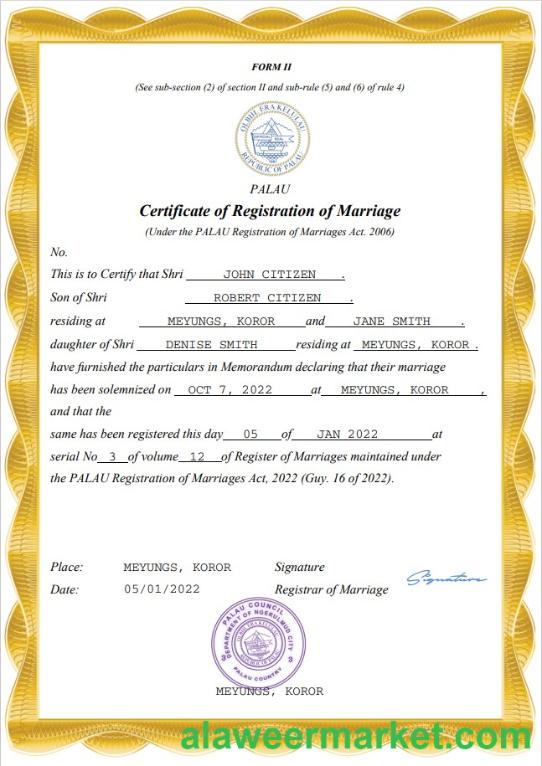 FORM II
(See sub-section (2) of section II and sub-rule (5) and (6) of rule 4)
OLBIIL ERA KELULAU
REPUBLIC OF PALAU
PALAU
Certificate of Registration of Marriage
(Under the PALAU Registration of Marriages Act. 2006)
No.
This is to Certify that Shri JOHN CITIZEN .
Son of Shri ROBERT CITIZEN .
residing at MEYUNGS, KOROR and JANE SMITH .
daughter of Shri DENISE SMITH residing at MEYUNGS, KOROR .
have furnished the particulars in Memorandum declaring that their marriage
has been solemnized on OCT 7, 2022 at MEYUNGS, KOROR ,
and that the
same has been registered this day 05 of JAN 2022 at
serial No 3 of volume 12 of Register of Marriages maintained under
the PALAU Registration of Marriages Act, 2022 (Guy. 16 of 2022).
Place: MEYUNGS, KOROR Signature Signature
Date: 05/01/2022 Registrar of Marriage
PALAU COUNCIL
DEPARTMENT OF NGERULMUD CITY
PALAU COUNTRY
MEYUNGS, KOROR
alaweermarket.com